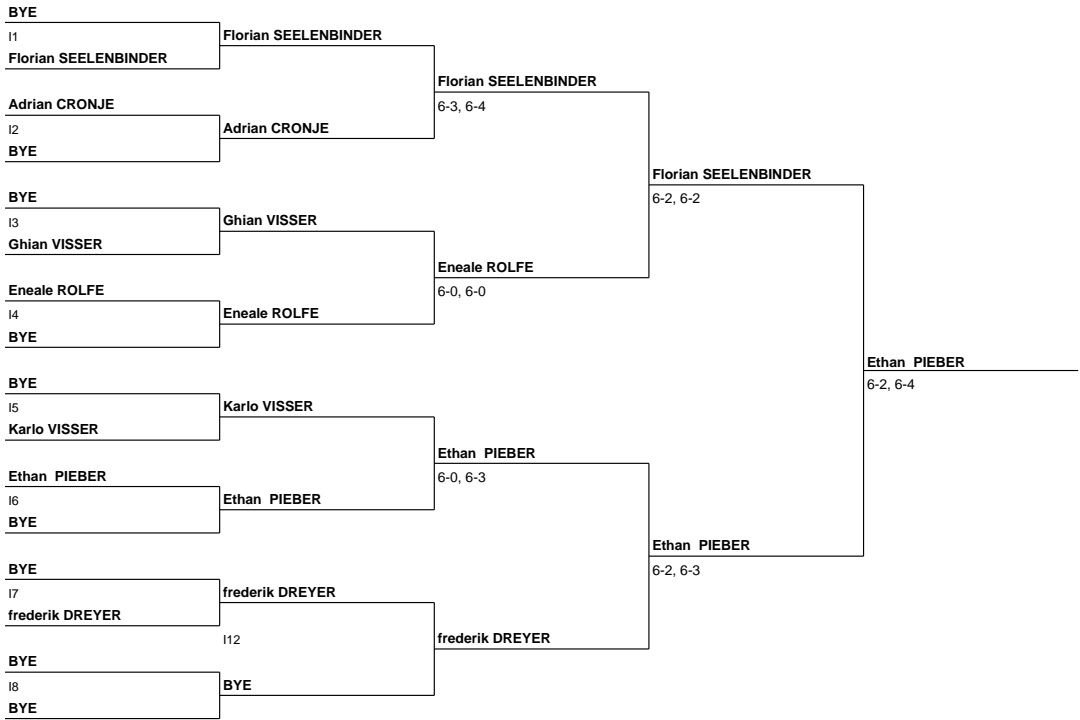 BYE
I1
Florian SEELENBINDER
Adrian CRONJE
I2
BYE
BYE
I3
Ghian VISSER
Eneale ROLFE
I4
BYE
BYE
I5
Karlo VISSER
Ethan  PIEBER
I6
BYE
BYE
I7
frederik DREYER
BYE
I8
BYE
Florian SEELENBINDER
Adrian CRONJE
Ghian VISSER
Eneale ROLFE
Karlo VISSER
Ethan  PIEBER
frederik DREYER
I12
BYE
Florian SEELENBINDER
6-3, 6-4
Eneale ROLFE
6-0, 6-0
Ethan  PIEBER
6-0, 6-3
frederik DREYER
Florian SEELENBINDER
6-2, 6-2
Ethan  PIEBER
6-2, 6-3
Ethan  PIEBER
6-2, 6-4